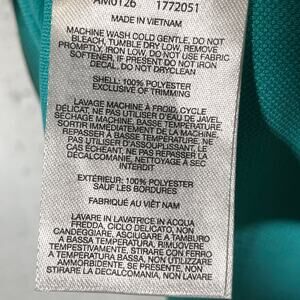 AM0126 1772051
MADE IN VIETNAM
MACHINE WASH COLD GENTLE, DO NOT
BLEACH, TUMBLE DRY LOW, REMOVE
PROMPTLY, IRON LOW, DO NOT USE FABRIC
SOFTENER, IF PRESENT DO NOT IRON
DECAL, DO NOT DRYCLEAN
SHELL: 100% POLYESTER
EXCLUSIVE OF TRIMMING
LAVAGE MACHINE À FROID, CYCLE
DÉLICAT, NE PAS UTILISER D'EAU DE JAVEL,
SÉCHAGE MACHINE, BASSE TEMPÉRATURE,
SORTIR IMMÉDIATEMENT DE LA MACHINE,
REPASSER À BASSE TEMPÉRATURE, NE PAS
UTILISER D'ASSOUPLISSANT, LE
CAS ÉCHÉANT, NE PAS REPASSER LA
DÉCALCOMANIE, NETTOYAGE À SEC
INTERDIT
EXTÉRIEUR: 100% POLYESTER
SAUF LES BORDURES
FABRIQUÉ AU VIÊT NAM
LAVARE IN LAVATRICE IN ACQUA
FREDDA, CICLO DELICATO, NON
CANDEGGIARE, ASCIUGARE A TAMBURO
A BASSA TEMPERATURA, RIMUOVERE
TEMPESTIVAMENTE, STIRARE CON FERRO
A TEMPERATURA BASSA, NON UTILIZZARE
AMMORBIDENTE, SE PRESENTE, NON
STIRARE LA DECALCOMANIA, NON LAVARE